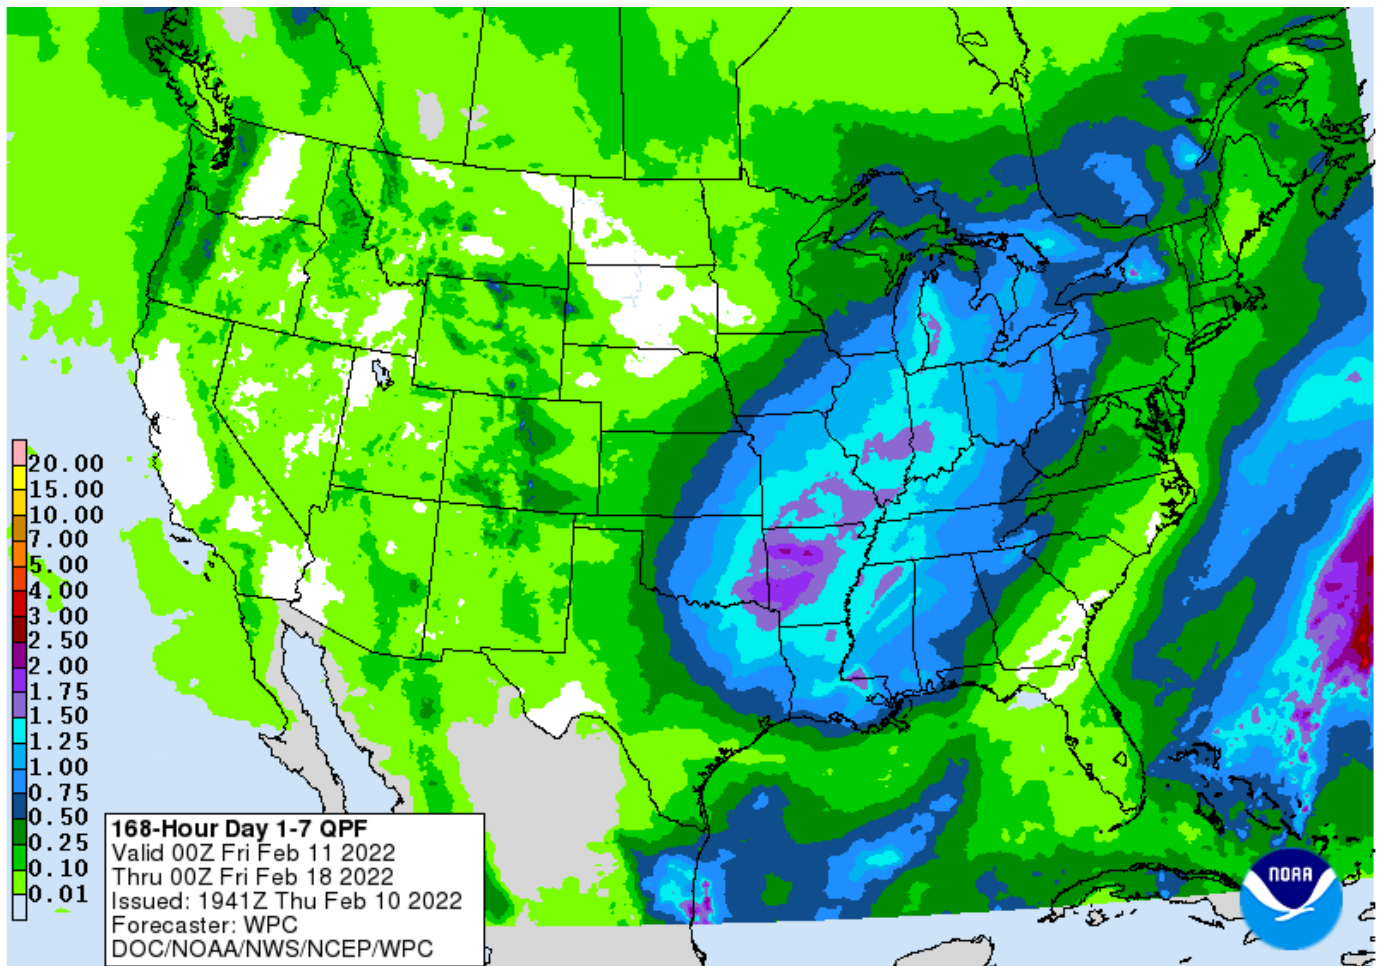 20.00
15.00
10.00
7.00
5.00
4.00
3.00
2.50
2.00
1.75
1.50
1.25
1.00
0.75
0.50
0.25
0.10
0.01
168-Hour Day 1-7 QPF
Valid 00Z Fri Feb 11 2022
Thru 00Z Fri Feb 18 2022
Issued: 1941Z Thu Feb 10 2022
Forecaster: WPC
DOC/NOAA/NWS/NCEP/WPC
NOAA